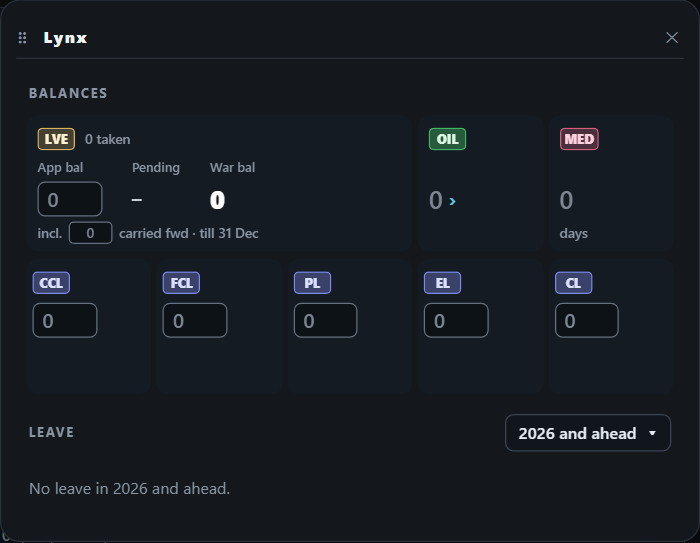 Lynx
BALANCES
LVE 0 taken
App bal Pending War bal
0 – 0
incl. 0 carried fwd · till 31 Dec
OIL
0 ›
MED
0
days
CCL
0
FCL
0
PL
0
EL
0
CL
0
LEAVE
2026 and ahead
No leave in 2026 and ahead.